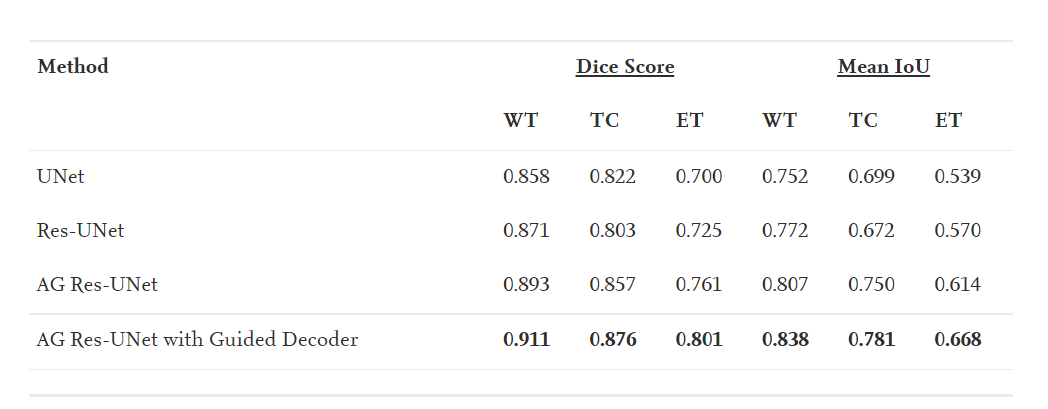 Method Dice Score Mean IoU
WT TC ET WT TC ET
UNet 0.858 0.822 0.700 0.752 0.699 0.539
Res-UNet 0.871 0.803 0.725 0.772 0.672 0.570
AG Res-UNet 0.893 0.857 0.761 0.807 0.750 0.614
AG Res-UNet with Guided Decoder 0.911 0.876 0.801 0.838 0.781 0.668